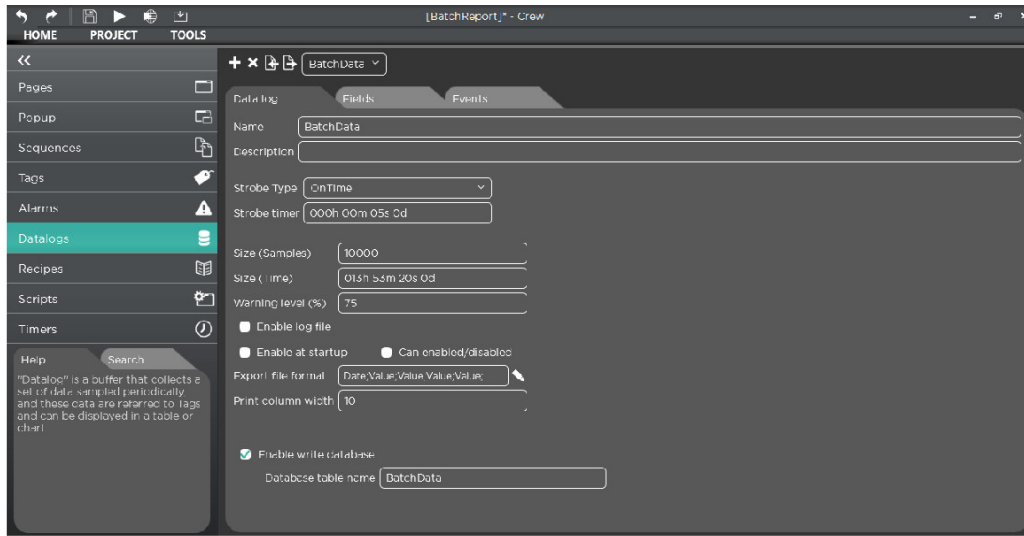 [BatchReport]* - Crew
HOME PROJECT TOOLS
BatchData
Pages
Popup
Sequences
Tags
Alarms
Datalogs
Recipes
Scripts
Timers
Help Search
"Datalog" is a buffer that collects a
set of data sampled periodically
and these data are referred to Tags
and can be displayed in a table or
chart
Data log Fields Events
Name BatchData
Description
Strobe Type OnTime
Strobe timer 000h 00m 05s 0d
Size (Samples) 10000
Size (Time) 013h 53m 20s 0d
Warning level (%) 75
Enable log file
Enable at startup Can enabled/disabled
Export file format Date;Value;Value Value;Value;
Print column width 10
Enable write database
Database table name BatchData